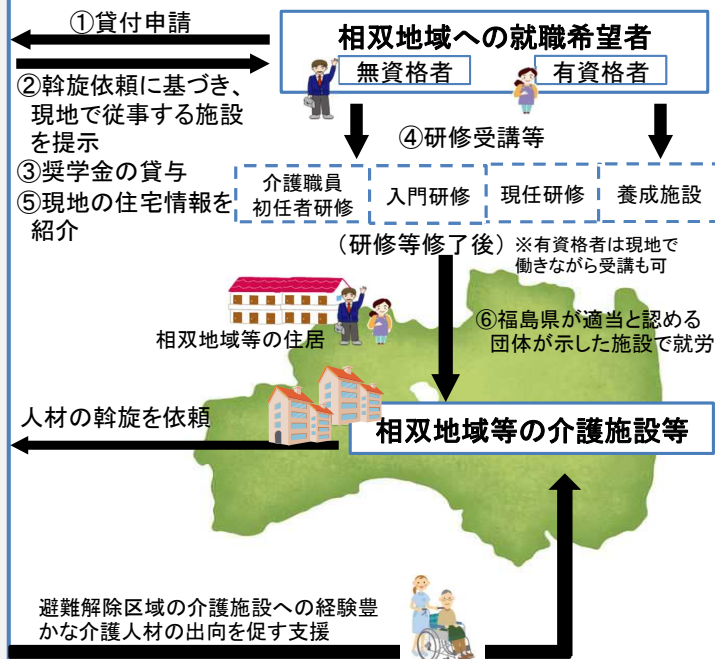 ①貸付申請
相双地域への就職希望者
無資格者
有資格者
②幹旋依頼に基づき、
現地で従事する施設
を提示
③奨学金の貸与
⑤現地の住宅情報を
紹介
④研修受講等
介護職員
初任者研修
入門研修
現任研修
養成施設
(研修等修了後)
※有資格者は現地で
働きながら受講も可
相双地域等の住居
⑥福島県が適当と認める
団体が示した施設で就労
人材の斡旋を依頼
相双地域等の介護施設等
避難解除区域の介護施設への経験豊
かな介護人材の出向を促す支援